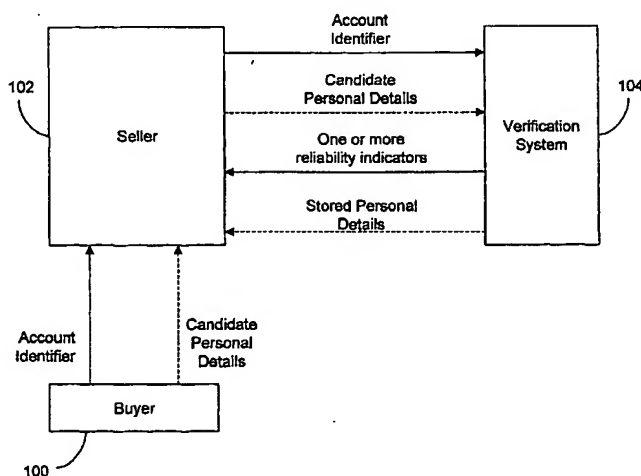 Account
Identifier
102
Candidate
Personal Details
104
Seller
Verification
System
One or more
reliability indicators
Stored Personal
Details
Account
Identifier
Candidate
Personal
Details
Buyer
100